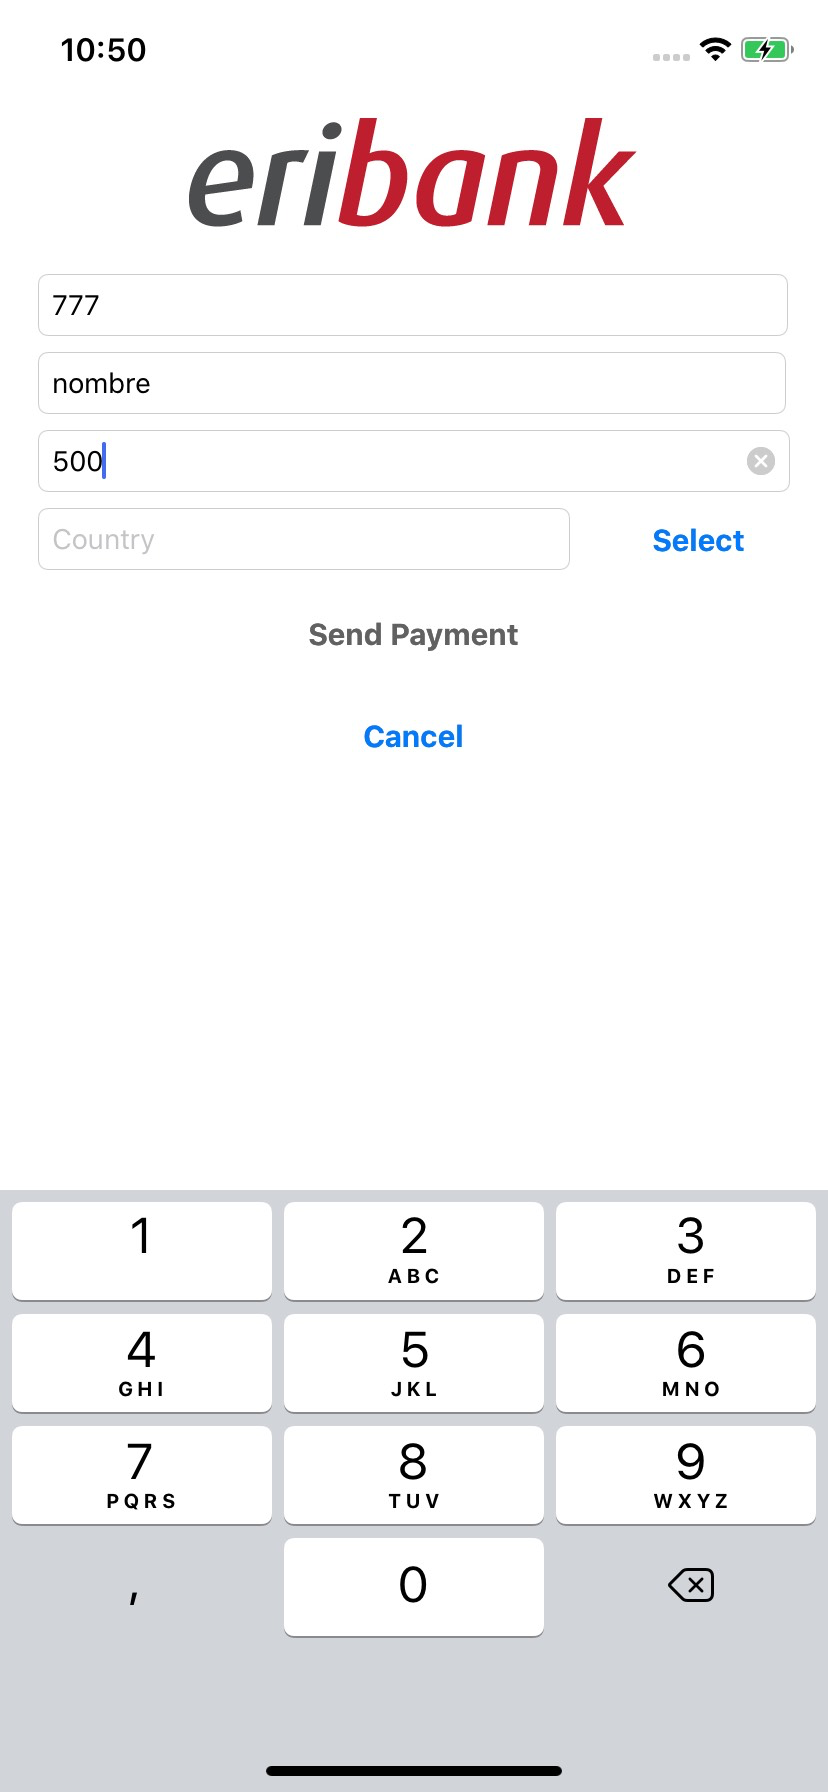 10:50
eribank
777
nombre
500
Country
Select
Send Payment
Cancel
1
2
ABC
3
DEF
4
GHI
5
JKL
6
MNO
7
PQRS
8
TUV
9
WXYZ
,
0